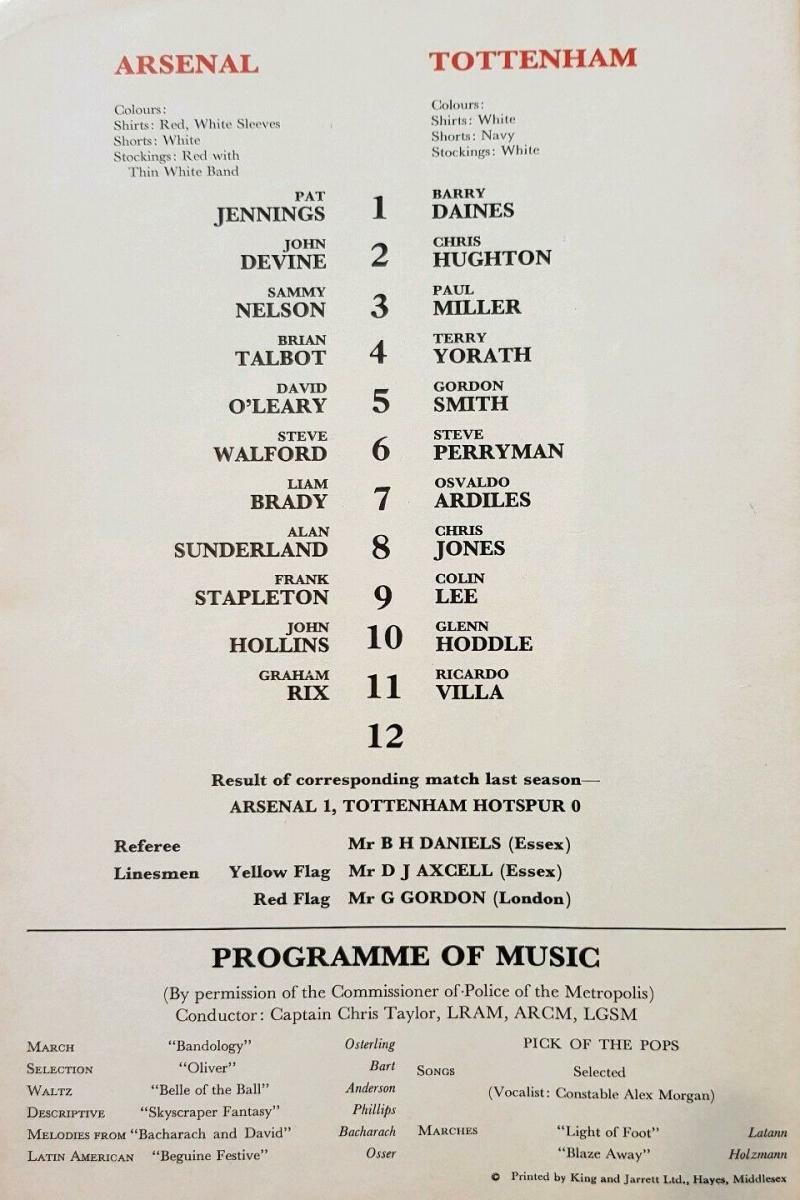 ARSENAL
TOTTENHAM
Colours:
Shirts: Red, White Sleeves
Shorts: White
Stockings: Red with
Thin White Band
Colours:
Shirts: White
Shorts: Navy
Stockings: White
PAT BARRY
JENNINGS 1 DAINES
JOHN CHRIS
DEVINE 2 HUGHTON
SAMMY PAUL
NELSON 3 MILLER
BRIAN TERRY
TALBOT 4 YORATH
DAVID GORDON
O'LEARY 5 SMITH
STEVE STEVE
WALFORD 6 PERRYMAN
LIAM OSVALDO
BRADY 7 ARDILES
ALAN CHRIS
SUNDERLAND 8 JONES
FRANK COLIN
STAPLETON 9 LEE
JOHN GLENN
HOLLINS 10 HODDLE
GRAHAM RICARDO
RIX 11 VILLA
12
Result of corresponding match last season—
ARSENAL 1, TOTTENHAM HOTSPUR 0
Referee Mr B H DANIELS (Essex)
Linesmen Yellow Flag Mr D J AXCELL (Essex)
Red Flag Mr G GORDON (London)
PROGRAMME OF MUSIC
(By permission of the Commissioner of Police of the Metropolis)
Conductor: Captain Chris Taylor, LRAM, ARCM, LGSM
MARCH "Bandology" Osterling
SELECTION "Oliver" Bart
WALTZ "Belle of the Ball" Anderson
DESCRIPTIVE "Skyscraper Fantasy" Phillips
MELODIES FROM "Bacharach and David" Bacharach
LATIN AMERICAN "Beguine Festive" Osser
PICK OF THE POPS
SONGS Selected
(Vocalist: Constable Alex Morgan)
MARCHES "Light of Foot" Latann
"Blaze Away" Holzmann
© Printed by King and Jarrett Ltd., Hayes, Middlesex